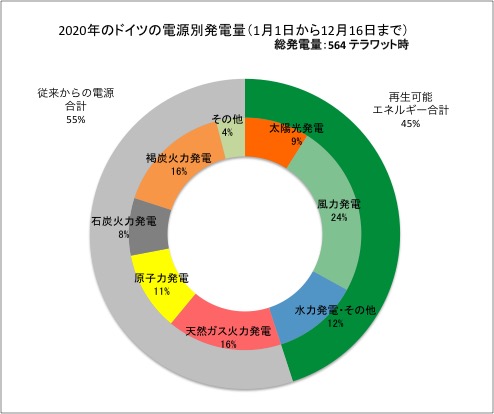 2020年のドイツの電源別発電量(1月1日から12月16日まで)
総発電量:564 テラワット時
従来からの電源
合計
55%
再生可能
エネルギー合計
45%
その他
4%
太陽光発電
9%
褐炭火力発電
16%
風力発電
24%
石炭火力発電
8%
原子力発電
11%
水力発電・その他
12%
天然ガス火力発電
16%